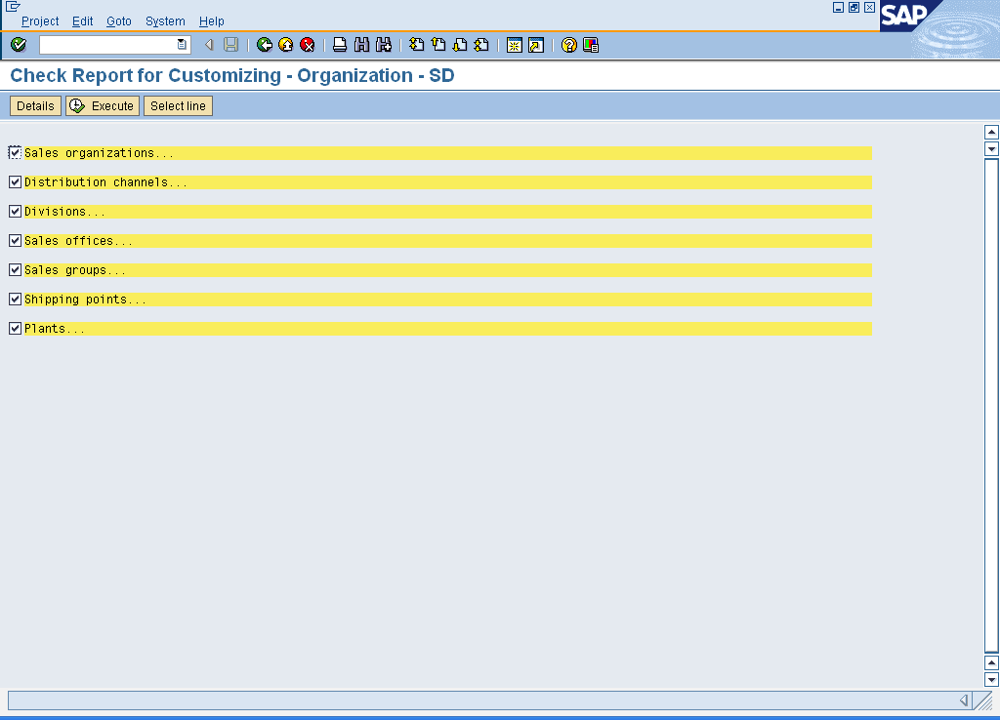 Project Edit Goto System Help
SAP
Check Report for Customizing - Organization - SD
Details Execute Select line
Sales organizations...
Distribution channels...
Divisions...
Sales offices...
Sales groups...
Shipping points...
Plants...